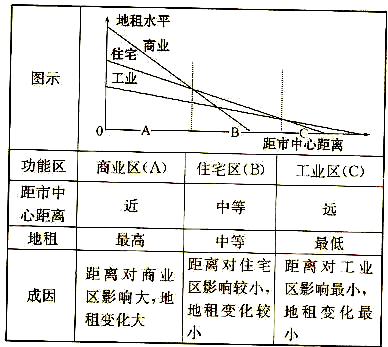 图示
地租水平
商业
住宅
工业
0 A B C
距市中心距离
功能区 商业区(A) 住宅区(B) 工业区(C)
距市中
心距离
近 中等 远
地租 最高 中等 最低
成因
距离对商业
区影响大,地
租变化大
距离对住宅
区影响较小,
地租变化较
小
距离对工业
区影响最小,
地租变化最
小